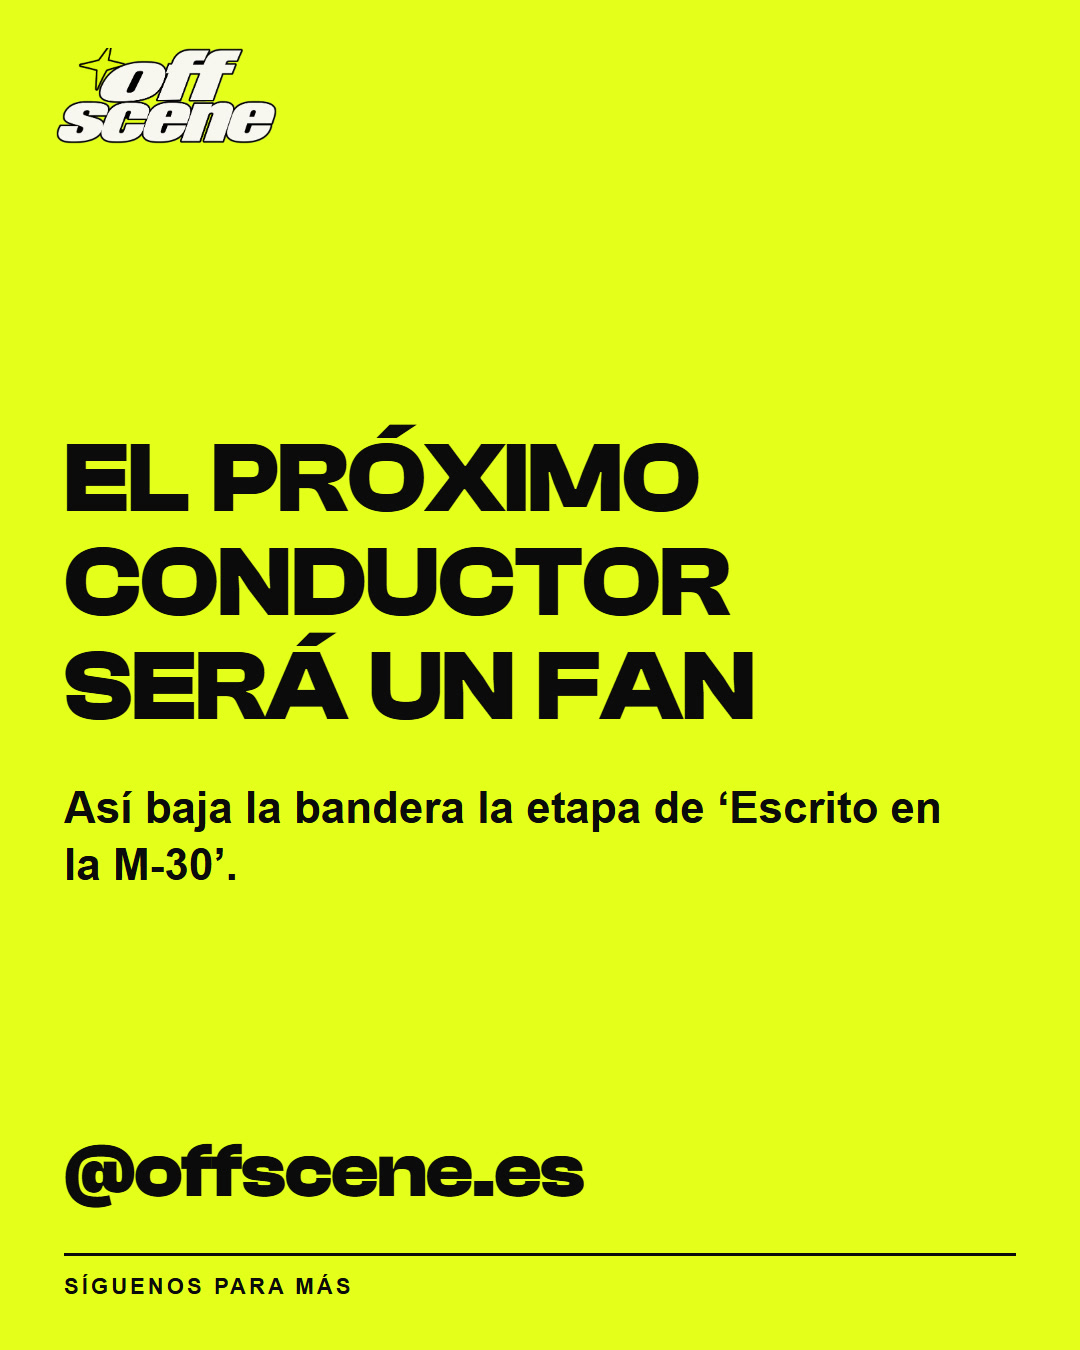 off
scene
EL PRÓXIMO
CONDUCTOR
SERÁ UN FAN
Así baja la bandera la etapa de ‘Escrito en
la M-30’.
@offscene.es
SÍGUENOS PARA MÁS